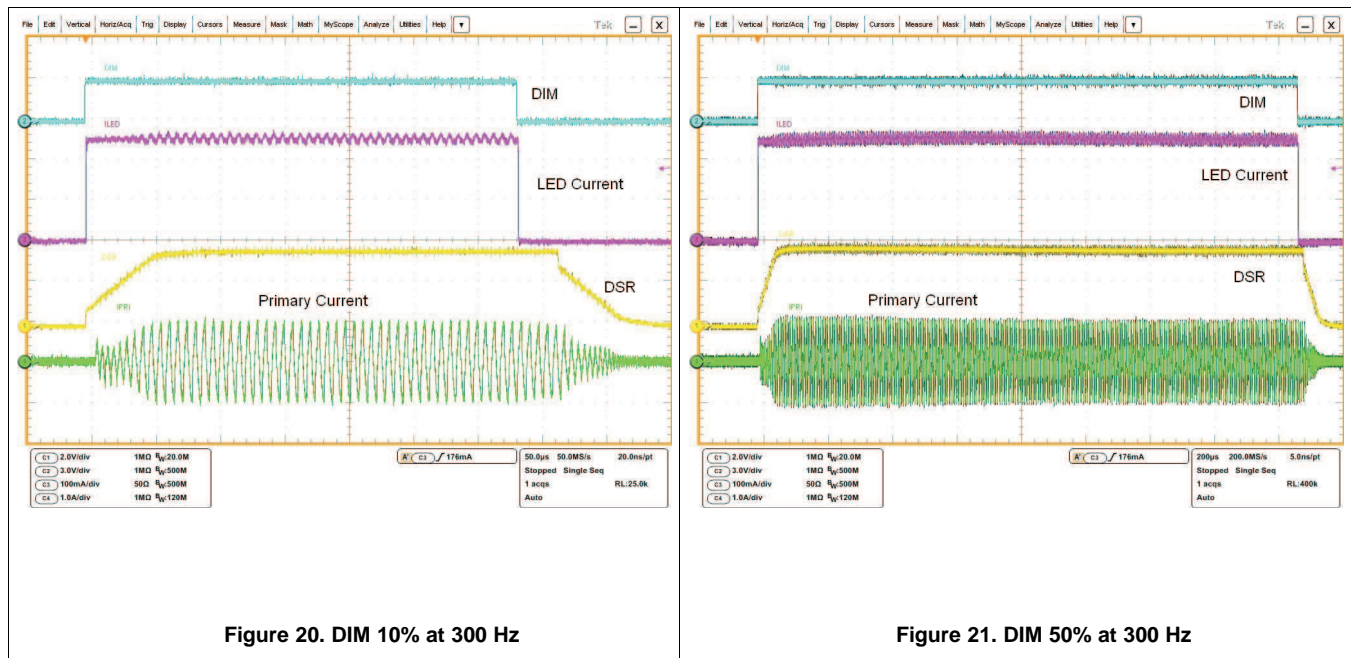 File Edit Vertical Horiz/Acq Trig Display Cursors Measure Mask Math MyScope Analyze Utilities Help Tek X
DIM
DIM
ILED
LED Current
DSR
Primary Current
IPRI
C1 2.0V/div 1MΩ BW:20.0M
C2 3.0V/div 1MΩ BW:500M
C3 100mA/div 50Ω BW:500M
C4 1.0A/div 1MΩ BW:120M
A' C3 176mA
50.0µs 50.0MS/s 20.0ns/pt
Stopped Single Seq
1 acqs RL:25.0k
Auto
Figure 20. DIM 10% at 300 Hz
File Edit Vertical Horiz/Acq Trig Display Cursors Measure Mask Math MyScope Analyze Utilities Help Tek X
DIM
DIM
ILED
LED Current
DSR
Primary Current
IPRI
C1 2.0V/div 1MΩ BW:20.0M
C2 3.0V/div 1MΩ BW:500M
C3 100mA/div 50Ω BW:500M
C4 1.0A/div 1MΩ BW:120M
A' C3 176mA
200µs 200.0MS/s 5.0ns/pt
Stopped Single Seq
1 acqs RL:400k
Auto
Figure 21. DIM 50% at 300 Hz